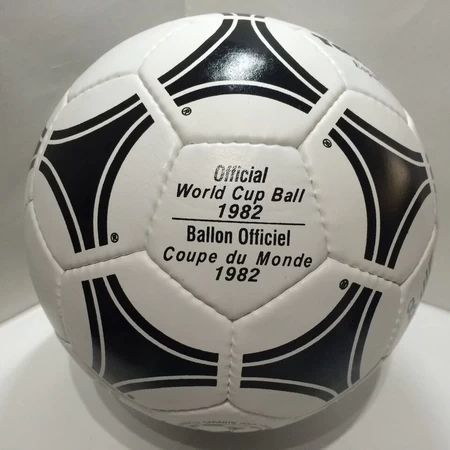 Official
World Cup Ball
1982
Ballon Officiel
Coupe du Monde
1982